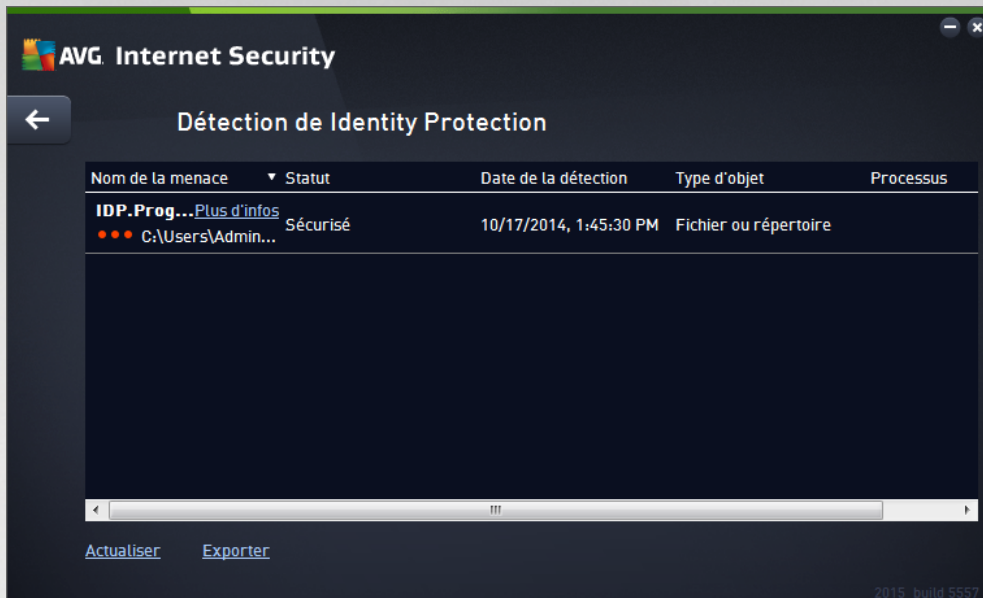 AVG. Internet Security
Détection de Identity Protection
Nom de la menace Statut Date de la détection Type d'objet Processus
IDP.Prog...Plus d'infos
Sécurisé 10/17/2014, 1:45:30 PM Fichier ou répertoire
C:\Users\Admin...
Actualiser Exporter
2015 build 5557